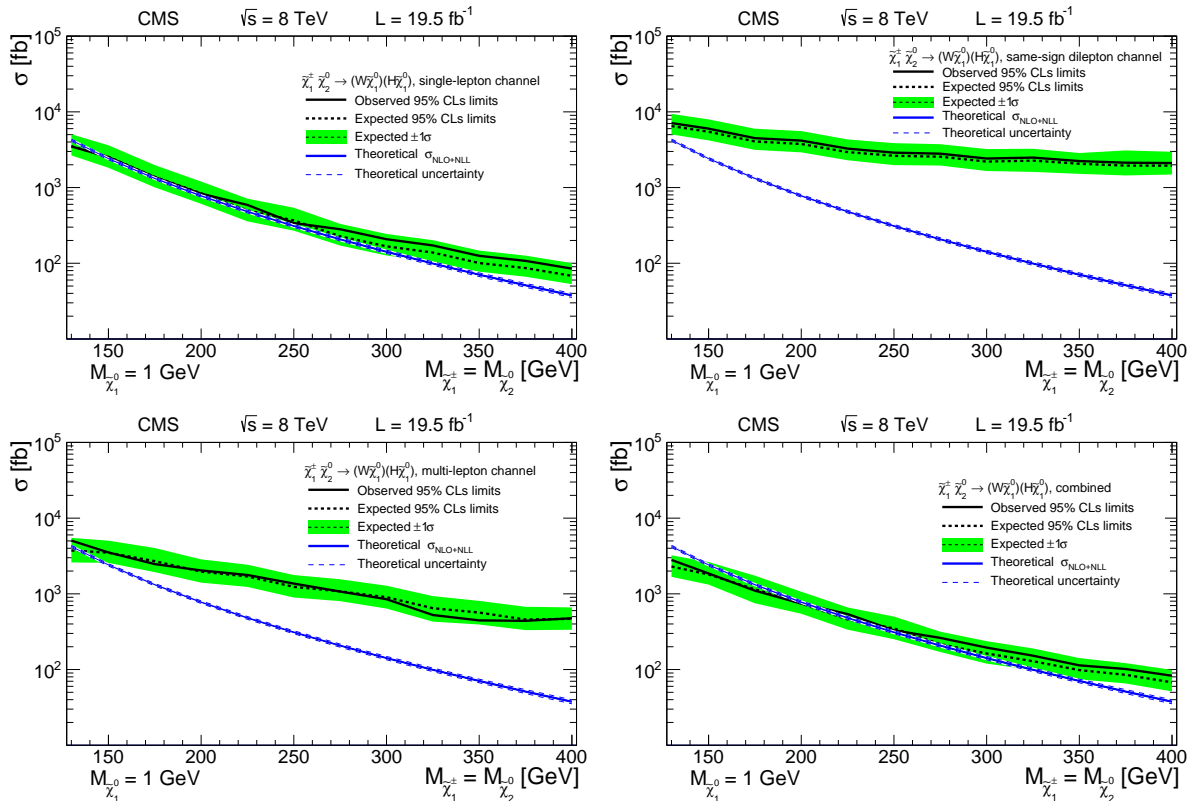 CMS √s = 8 TeV L = 19.5 fb⁻¹
σ [fb]
10⁵
10⁴
10³
10²
χ̃₁± χ̃₂⁰ → (Wχ̃₁⁰)(Hχ̃₁⁰), single-lepton channel
Observed 95% CLs limits
Expected 95% CLs limits
Expected ±1σ
Theoretical σNLO+NLL
Theoretical uncertainty
150 200 250 300 350 400
Mχ̃₁⁰ = 1 GeV Mχ̃₁± = Mχ̃₂⁰ [GeV]
CMS √s = 8 TeV L = 19.5 fb⁻¹
σ [fb]
10⁵
10⁴
10³
10²
χ̃₁± χ̃₂⁰ → (Wχ̃₁⁰)(Hχ̃₁⁰), same-sign dilepton channel
Observed 95% CLs limits
Expected 95% CLs limits
Expected ±1σ
Theoretical σNLO+NLL
Theoretical uncertainty
150 200 250 300 350 400
Mχ̃₁⁰ = 1 GeV Mχ̃₁± = Mχ̃₂⁰ [GeV]
CMS √s = 8 TeV L = 19.5 fb⁻¹
σ [fb]
10⁵
10⁴
10³
10²
χ̃₁± χ̃₂⁰ → (Wχ̃₁⁰)(Hχ̃₁⁰), multi-lepton channel
Observed 95% CLs limits
Expected 95% CLs limits
Expected ±1σ
Theoretical σNLO+NLL
Theoretical uncertainty
150 200 250 300 350 400
Mχ̃₁⁰ = 1 GeV Mχ̃₁± = Mχ̃₂⁰ [GeV]
CMS √s = 8 TeV L = 19.5 fb⁻¹
σ [fb]
10⁵
10⁴
10³
10²
χ̃₁± χ̃₂⁰ → (Wχ̃₁⁰)(Hχ̃₁⁰), combined
Observed 95% CLs limits
Expected 95% CLs limits
Expected ±1σ
Theoretical σNLO+NLL
Theoretical uncertainty
150 200 250 300 350 400
Mχ̃₁⁰ = 1 GeV Mχ̃₁± = Mχ̃₂⁰ [GeV]